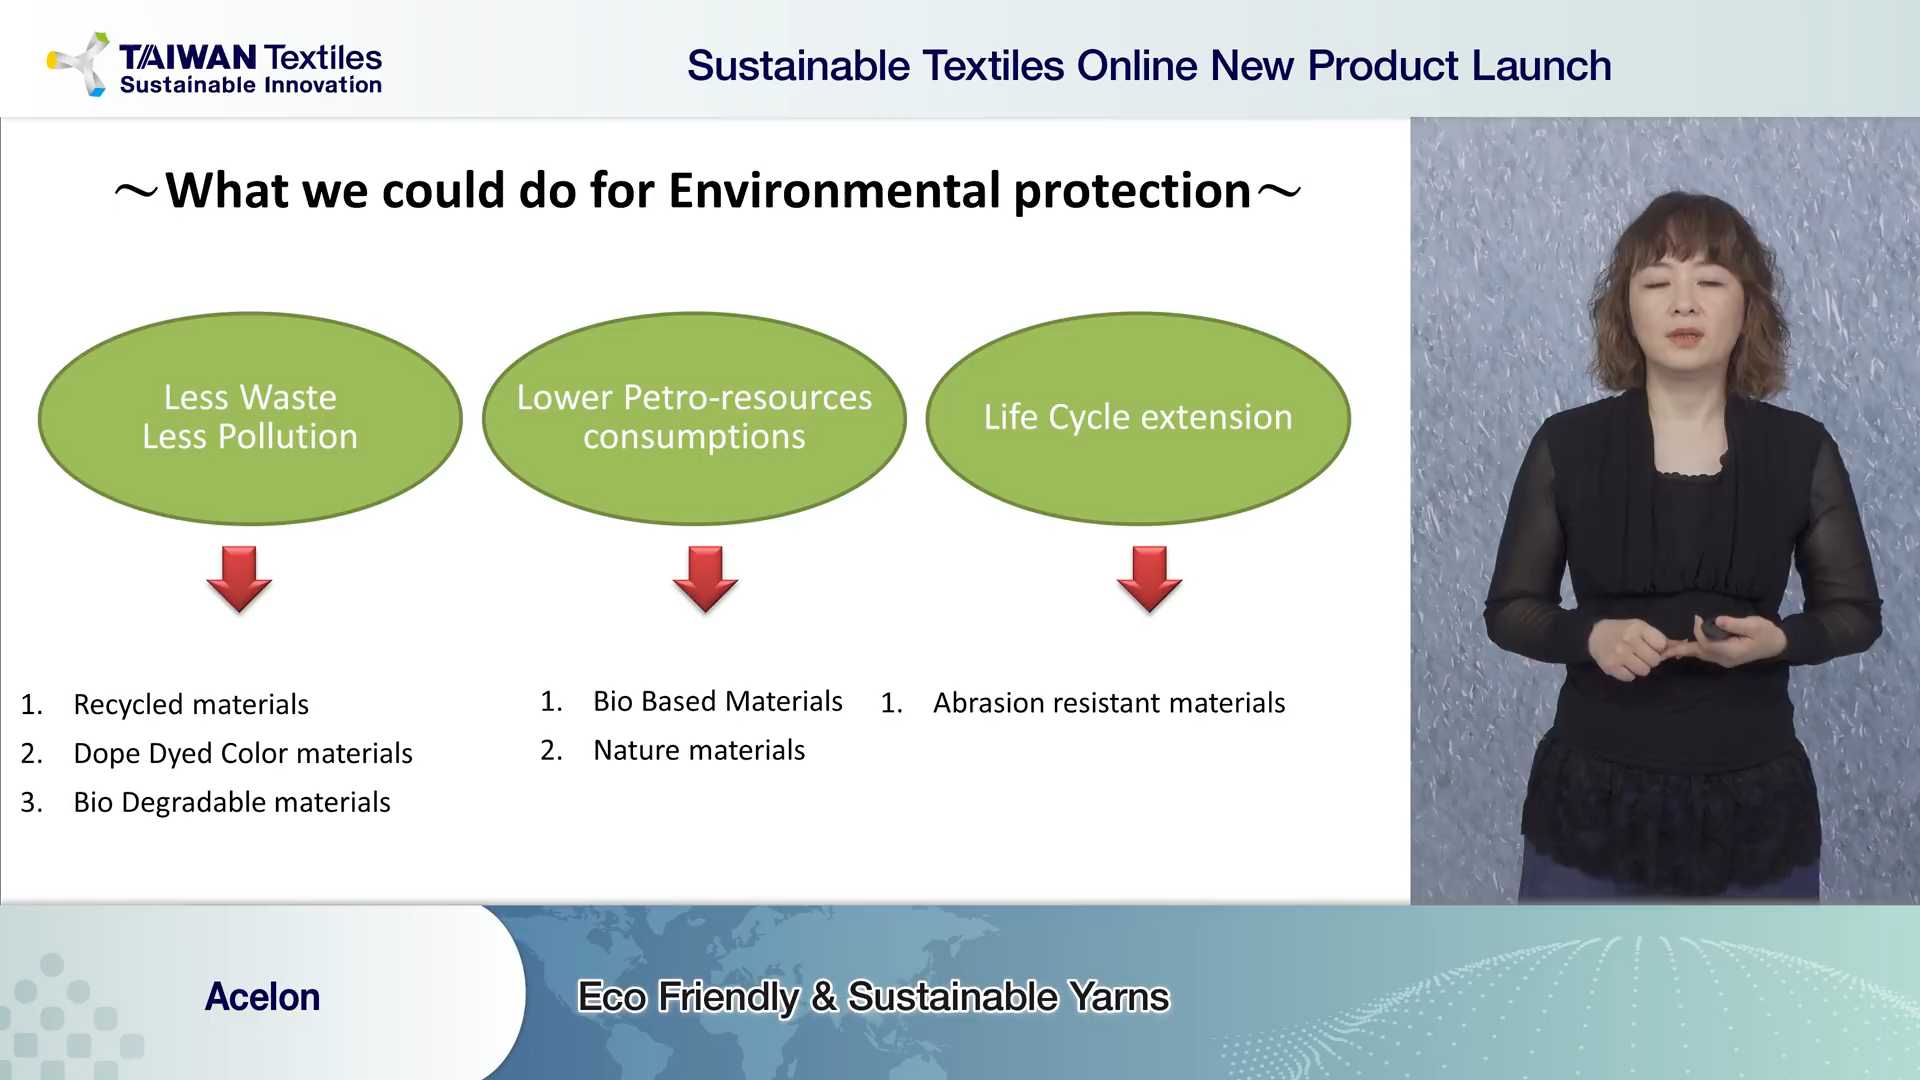 TAIWAN Textiles
Sustainable Innovation
Sustainable Textiles Online New Product Launch
～What we could do for Environmental protection～
Less Waste
Less Pollution
Lower Petro-resources
consumptions
Life Cycle extension
1. Recycled materials
2. Dope Dyed Color materials
3. Bio Degradable materials
1. Bio Based Materials
2. Nature materials
1. Abrasion resistant materials
Acelon
Eco Friendly & Sustainable Yarns